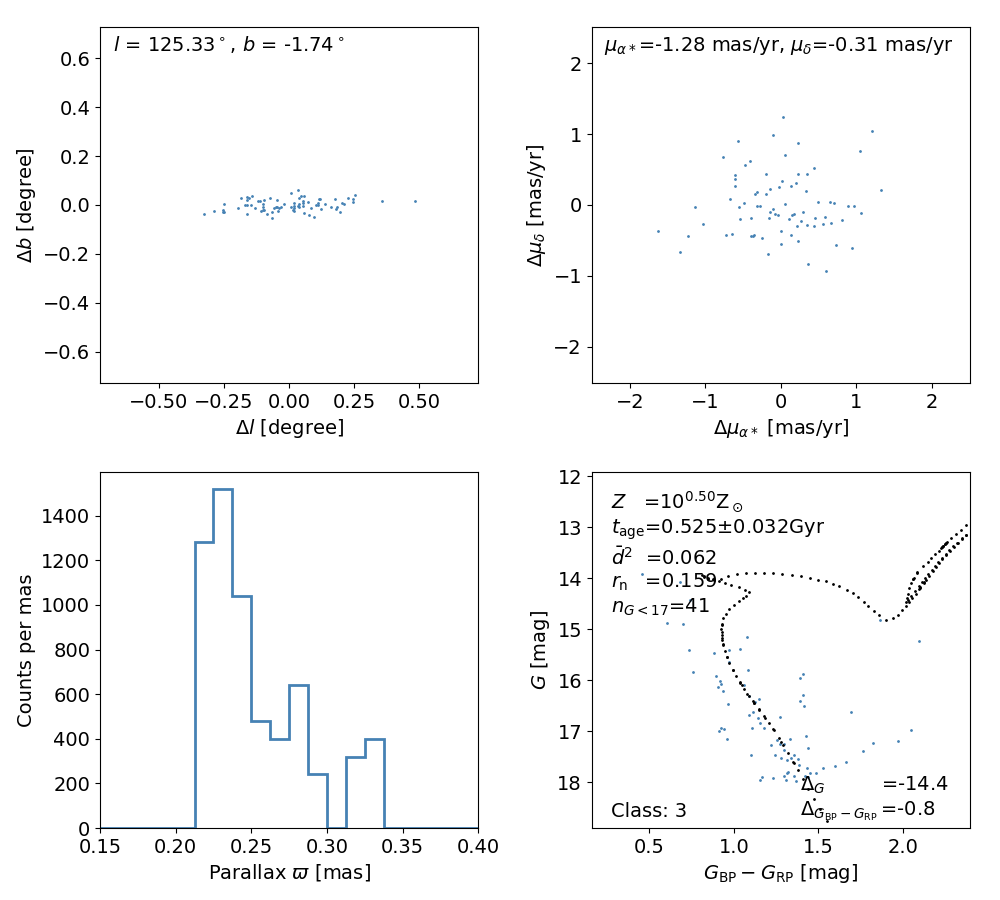 l = 125.33°, b = -1.74°
0.6
0.4
0.2
0.0
−0.2
−0.4
−0.6
Δb [degree]
−0.50 −0.25 0.00 0.25 0.50
Δl [degree]
μα*=-1.28 mas/yr, μδ=-0.31 mas/yr
2
1
0
−1
−2
Δμδ [mas/yr]
−2 −1 0 1 2
Δμα* [mas/yr]
1400
1200
1000
800
600
400
200
0
Counts per mas
0.15 0.20 0.25 0.30 0.35 0.40
Parallax ϖ [mas]
12
13
14
15
16
17
18
G [mag]
Z =10^0.50 Z⊙
t_age=0.525±0.032Gyr
d̄² =0.062
r_n =0.159
n_G<17=41
Δ_G =-14.4
Δ_GBP−GRP =-0.8
Class: 3
0.5 1.0 1.5 2.0
G_BP − G_RP [mag]